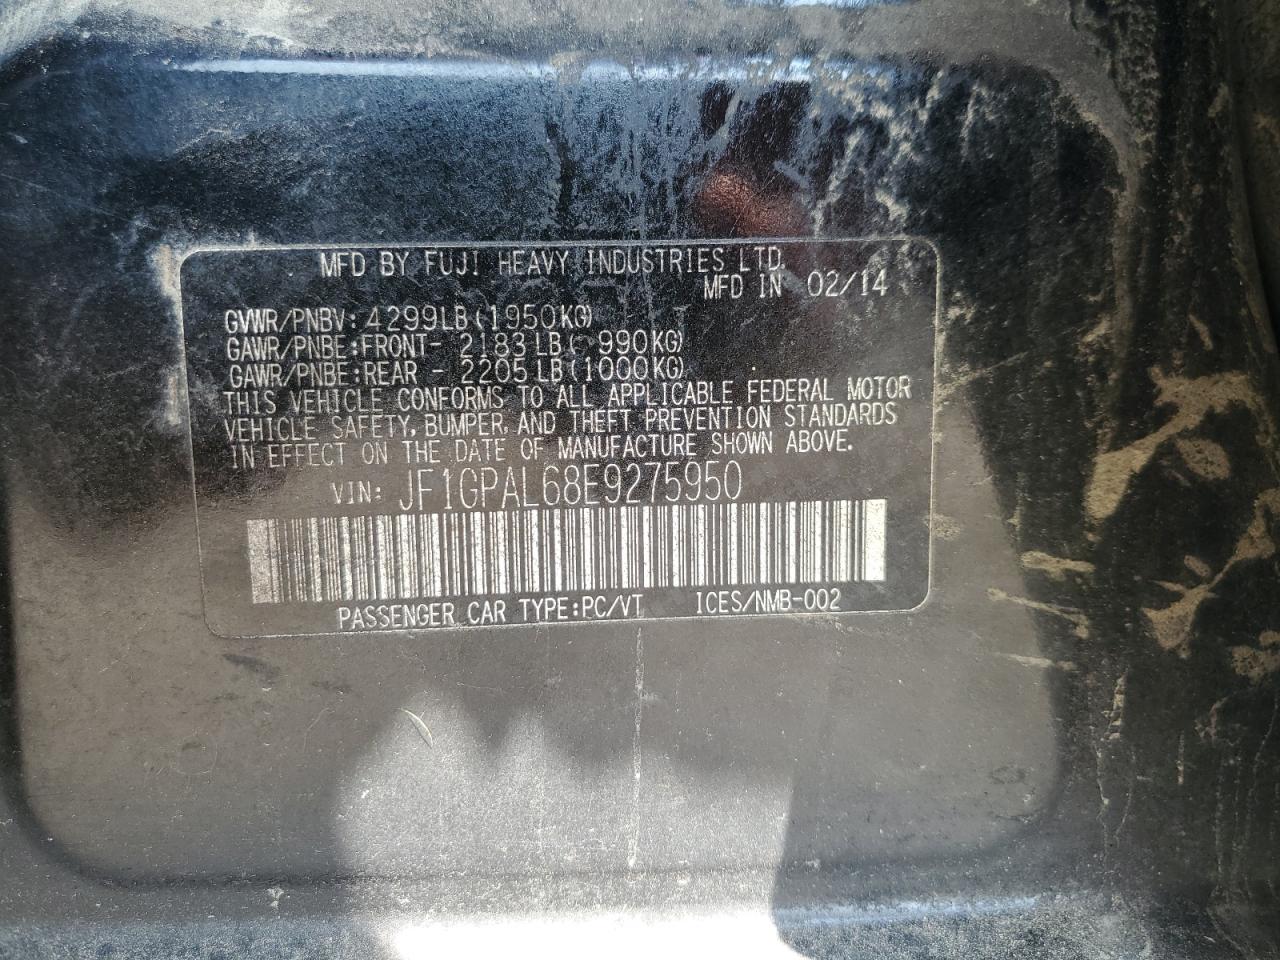 MFD BY FUJI HEAVY INDUSTRIES LTD.
MFD IN 02/14
GVWR/PNBV:4299LB(1950KG)
GAWR/PNBE:FRONT- 2183LB( 990KG)
GAWR/PNBE:REAR - 2205LB(1000KG)
THIS VEHICLE CONFORMS TO ALL APPLICABLE FEDERAL MOTOR
VEHICLE SAFETY, BUMPER, AND THEFT PREVENTION STANDARDS
IN EFFECT ON THE DATE OF MANUFACTURE SHOWN ABOVE.
VIN: JF1GPAL68E9275950
PASSENGER CAR TYPE:PC/VT ICES/NMB-002